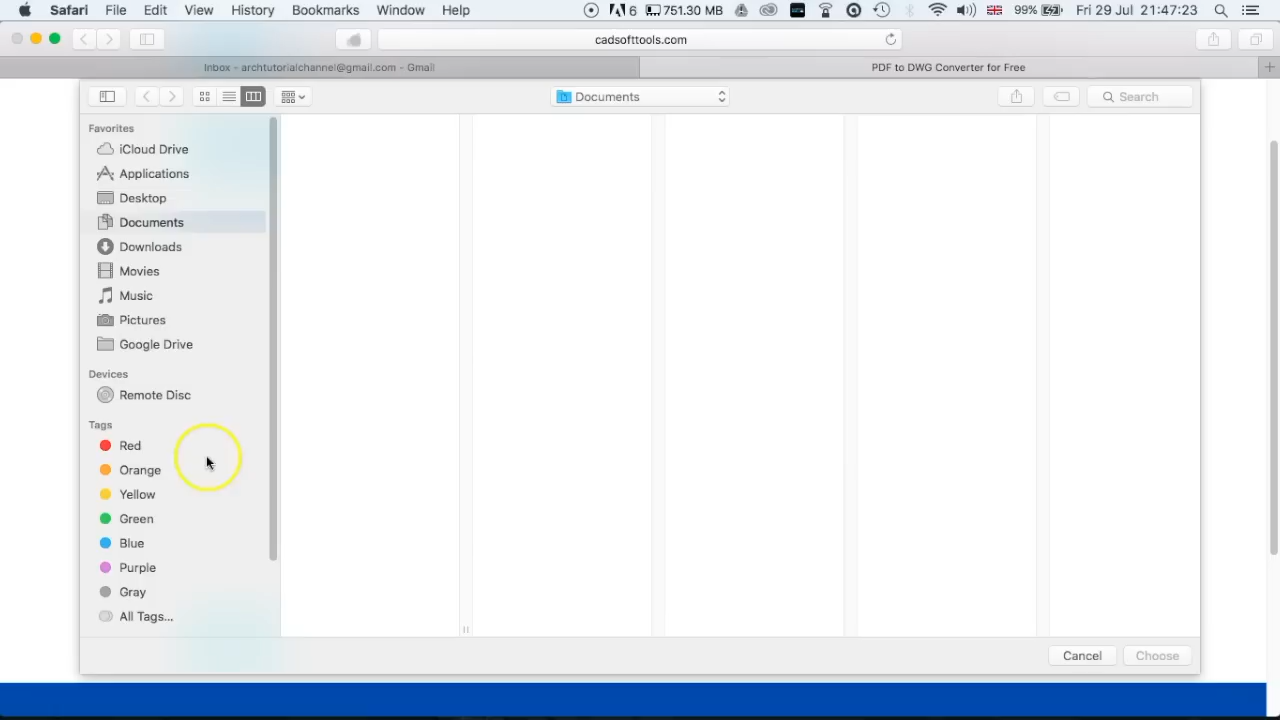 Safari File Edit View History Bookmarks Window Help 6 751.30 MB 99% Fri 29 Jul 21:47:23
cadsofttools.com
Inbox – archtutorialchannel@gmail.com – Gmail PDF to DWG Converter for Free
Documents Search
Favorites
iCloud Drive
Applications
Desktop
Documents
Downloads
Movies
Music
Pictures
Google Drive
Devices
Remote Disc
Tags
Red
Orange
Yellow
Green
Blue
Purple
Gray
All Tags...
Cancel Choose